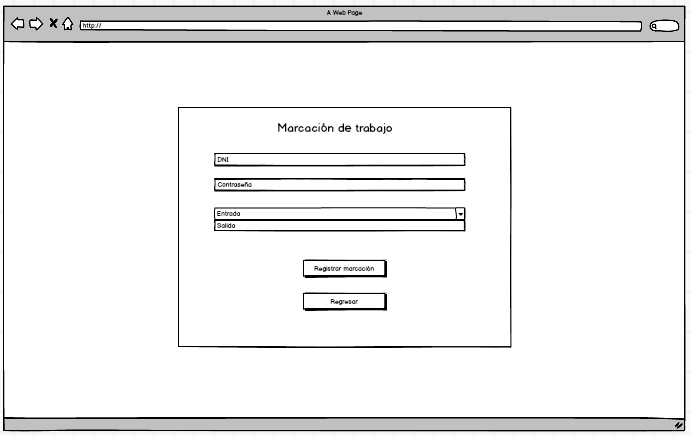 A Web Page
http://
Marcación de trabajo
DNI
Contraseña
Entrada
Salida
Registrar marcación
Regresar